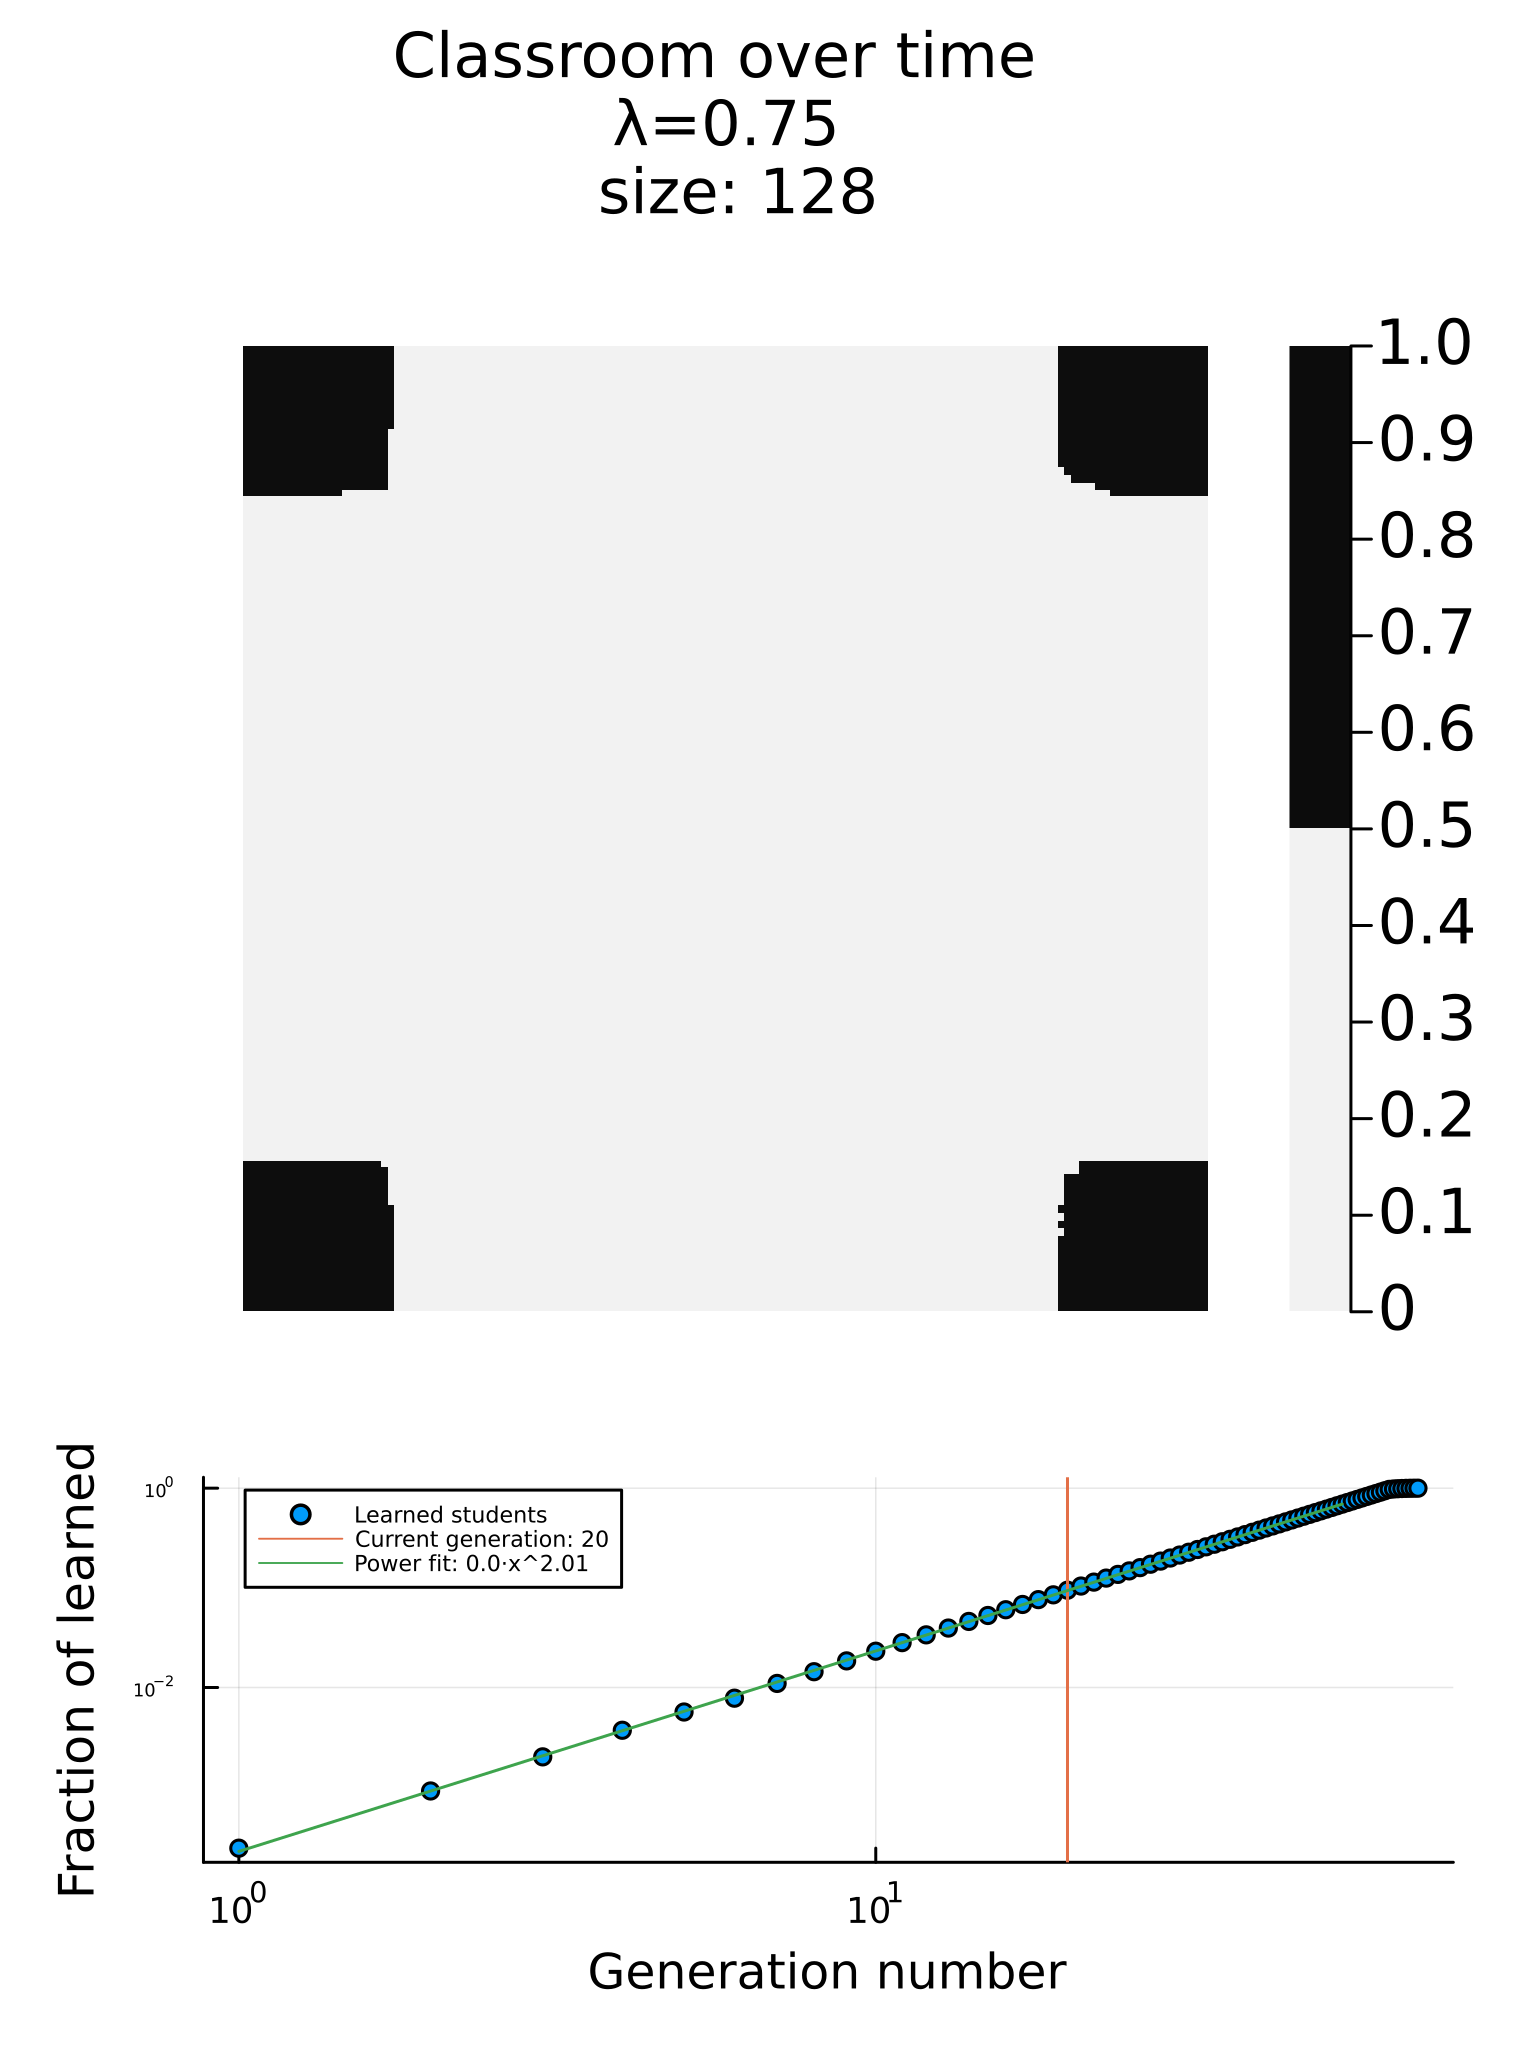 Classroom over time
λ=0.75
size: 128
1.0
0.9
0.8
0.7
0.6
0.5
0.4
0.3
0.2
0.1
0
Fraction of learned
10^0
10^-2
Learned students
Current generation: 20
Power fit: 0.0·x^2.01
10^0
10^1
Generation number